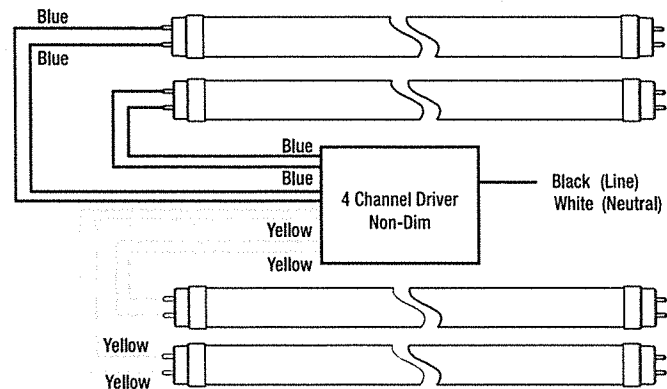 Blue
Blue
Blue
Blue
4 Channel Driver
Non-Dim
Black (Line)
White (Neutral)
Yellow
Yellow
Yellow
Yellow